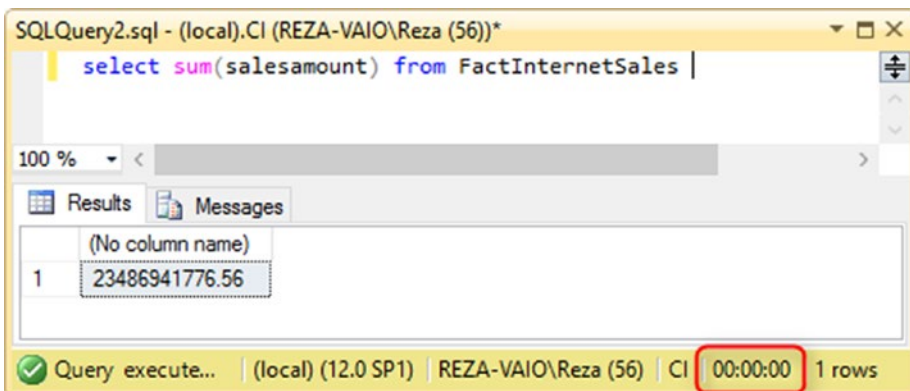 SQLQuery2.sql - (local).CI (REZA-VAIO\Reza (56))*
select sum(salesamount) from FactInternetSales
100 %
Results Messages
(No column name)
1 23486941776.56
Query execute... (local) (12.0 SP1) REZA-VAIO\Reza (56) CI 00:00:00 1 rows